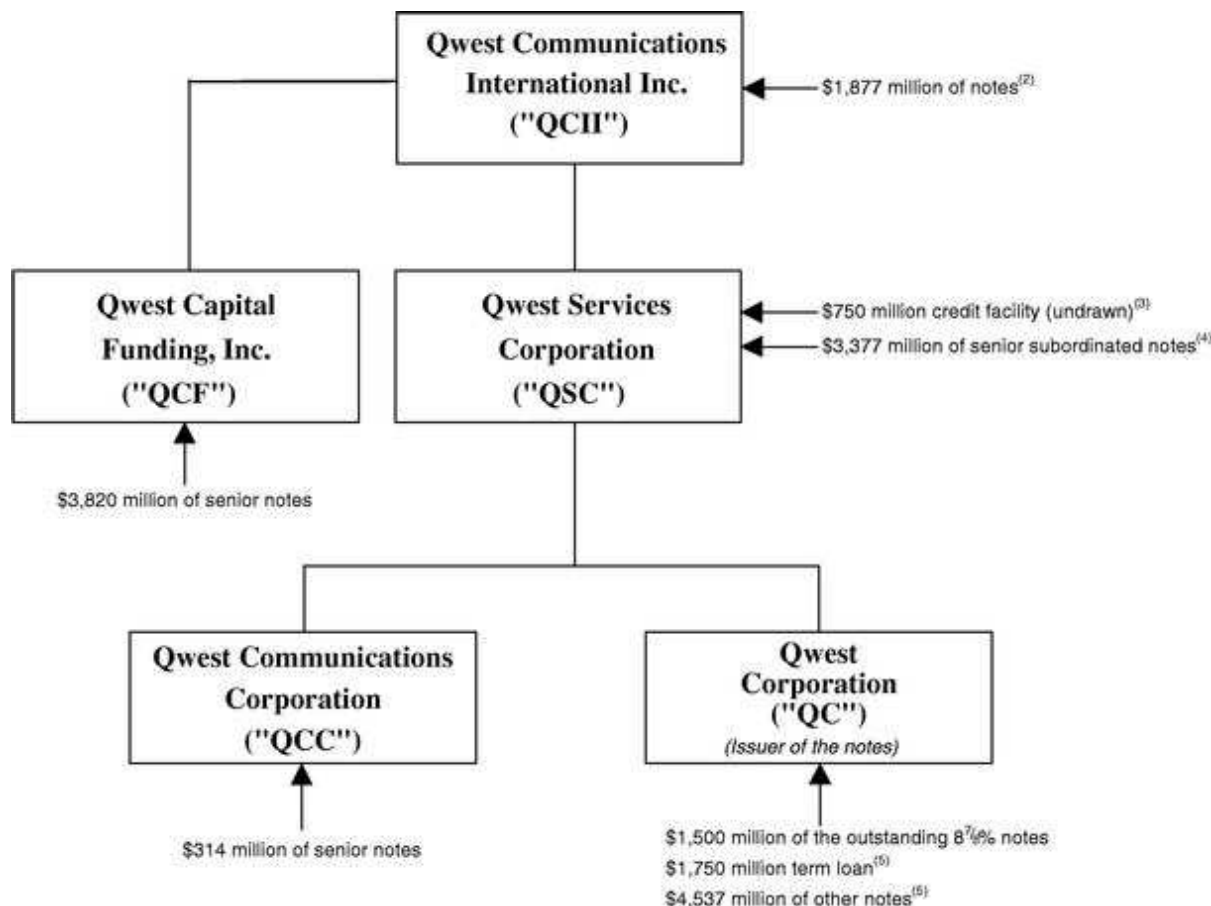 Qwest Communications
International Inc.
("QCII")
$1,877 million of notes(2)
Qwest Capital
Funding, Inc.
("QCF")
Qwest Services
Corporation
("QSC")
$750 million credit facility (undrawn)(3)
$3,377 million of senior subordinated notes(4)
$3,820 million of senior notes
Qwest Communications
Corporation
("QCC")
Qwest
Corporation
("QC")
(Issuer of the notes)
$314 million of senior notes
$1,500 million of the outstanding 8⅞% notes
$1,750 million term loan(5)
$4,537 million of other notes(5)